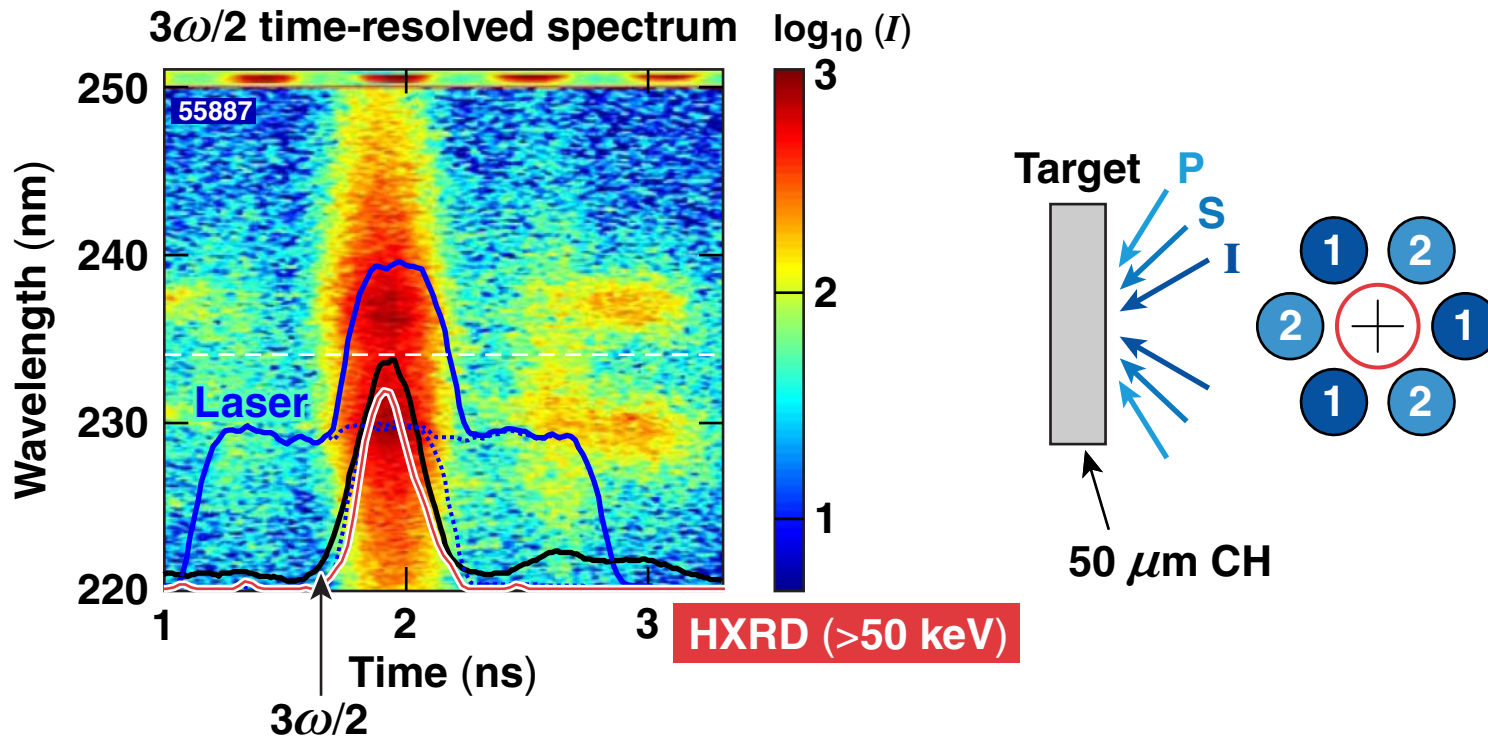 3ω/2 time-resolved spectrum
log₁₀ (I)
250
240
230
220
Wavelength (nm)
55887
Laser
1
2
3
Time (ns)
3ω/2
HXRD (>50 keV)
3
2
1
Target
P
S
I
50 μm CH
1
2
2
1
1
2